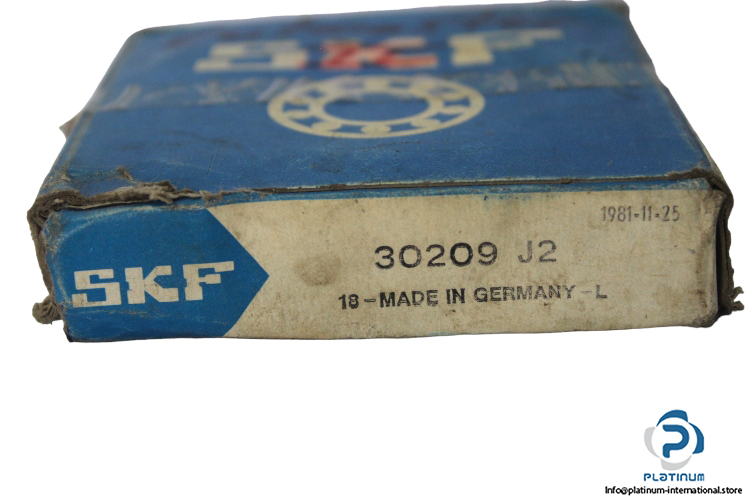 SKF
1981-11-25
30209 J2
SKF
18-MADE IN GERMANY-L
PLATINUM
Info@platinum-international.store